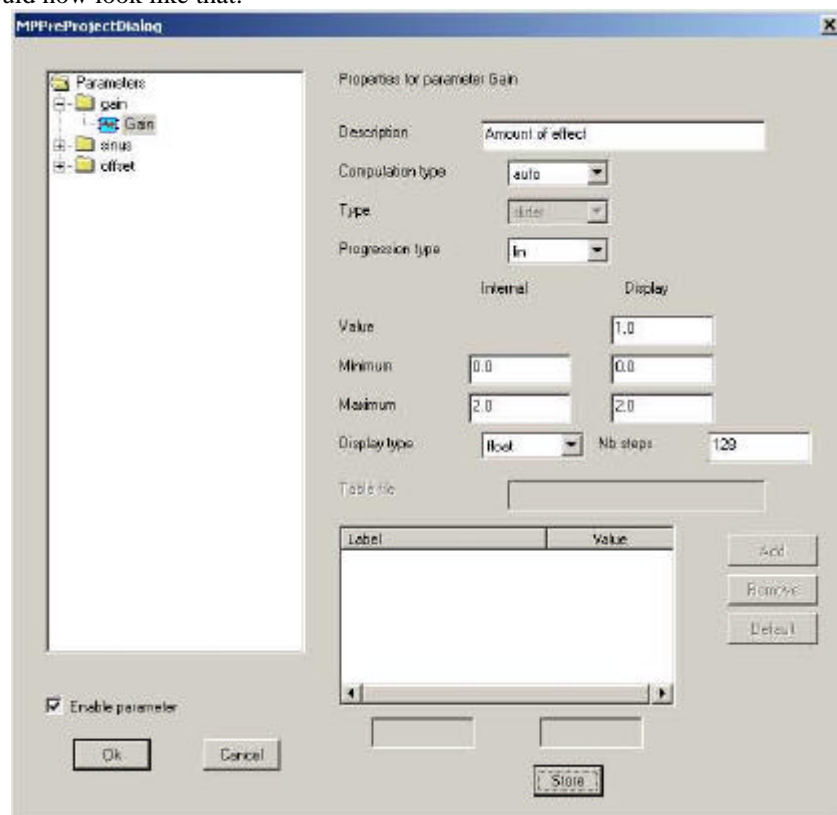 uld now look like that:
MPPreProjectDialog
Parameters
gain
Gain
sinus
offset
Enable parameter
Ok
Cancel
Properties for parameter Gain
Description
Amount of effect
Computation type
auto
Type
slider
Progression type
lin
Internal
Display
Value
1.0
Minimum
0.0
0.0
Maximum
2.0
2.0
Display type
float
Nb steps
128
Table file
Label
Value
Add
Remove
Default
Store